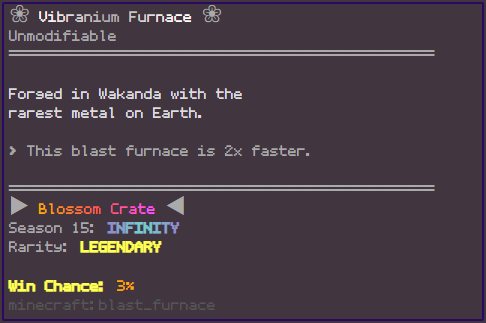 ❀ Vibranium Furnace ❀
Unmodifiable
Forged in Wakanda with the
rarest metal on Earth.
> This blast furnace is 2x faster.
▶ Blossom Crate ◀
Season 15: INFINITY
Rarity: LEGENDARY
Win Chance: 3%
minecraft:blast_furnace